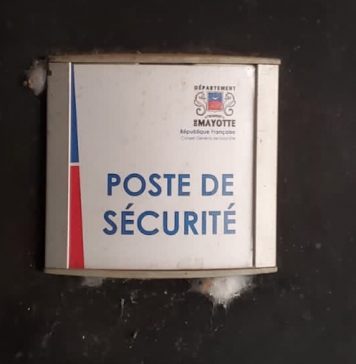 DÉPARTEMENT
DE MAYOTTE
République Française
POSTE DE
SÉCURITÉ